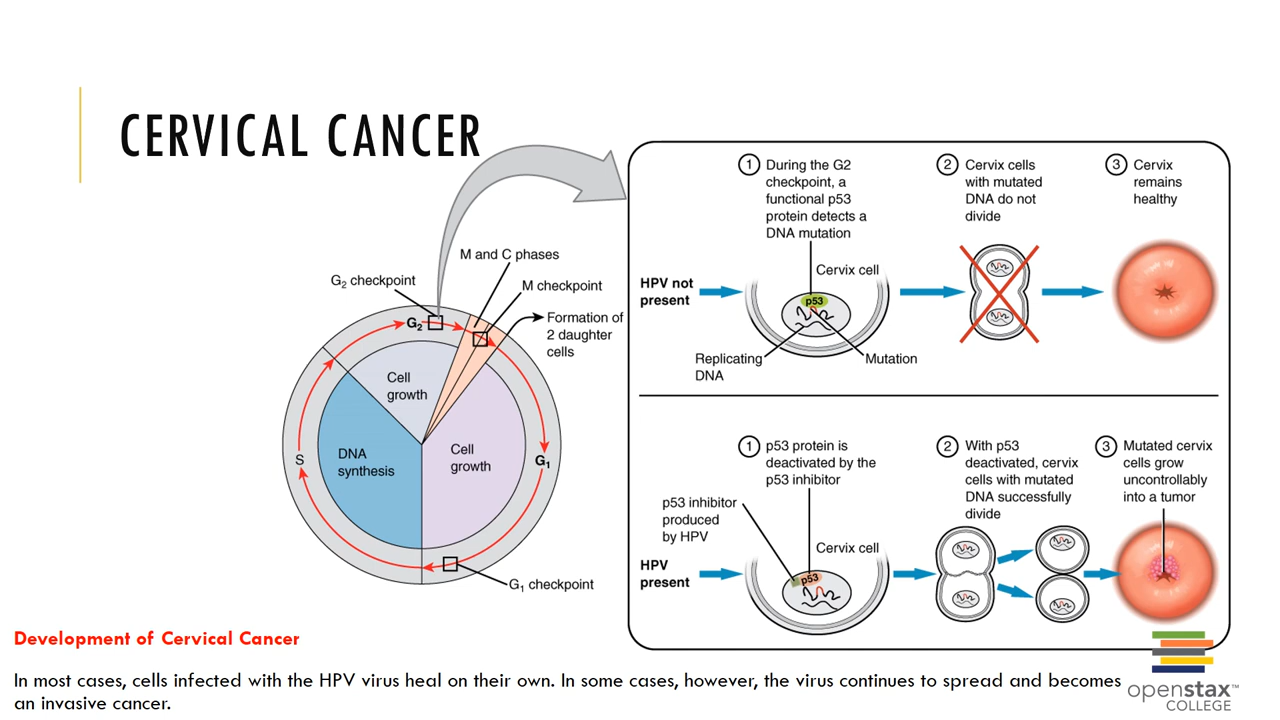 CERVICAL CANCER
G2 checkpoint
M and C phases
M checkpoint
Formation of
2 daughter
cells
G2
Cell
growth
DNA
synthesis
Cell
growth
S
G1
G1 checkpoint
1 During the G2
checkpoint, a
functional p53
protein detects a
DNA mutation
2 Cervix cells
with mutated
DNA do not
divide
3 Cervix
remains
healthy
HPV not
present
Cervix cell
p53
Replicating
DNA
Mutation
1 p53 protein is
deactivated by the
p53 inhibitor
2 With p53
deactivated, cervix
cells with mutated
DNA successfully
divide
3 Mutated cervix
cells grow
uncontrollably
into a tumor
p53 inhibitor
produced
by HPV
HPV
present
Cervix cell
p53
Development of Cervical Cancer
In most cases, cells infected with the HPV virus heal on their own. In some cases, however, the virus continues to spread and becomes
an invasive cancer.
openstax™
COLLEGE